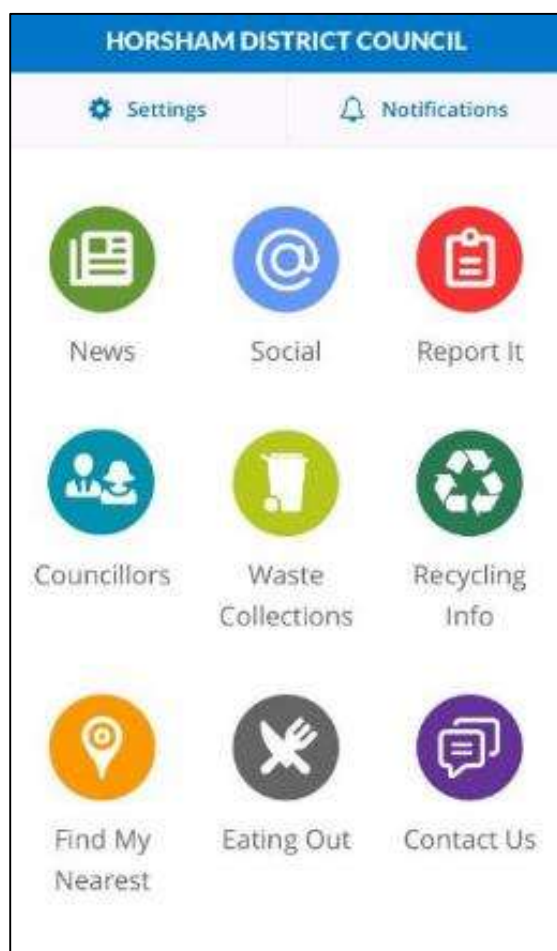 HORSHAM DISTRICT COUNCIL
Settings
Notifications
News
Social
Report It
Councillors
Waste
Collections
Recycling
Info
Find My
Nearest
Eating Out
Contact Us